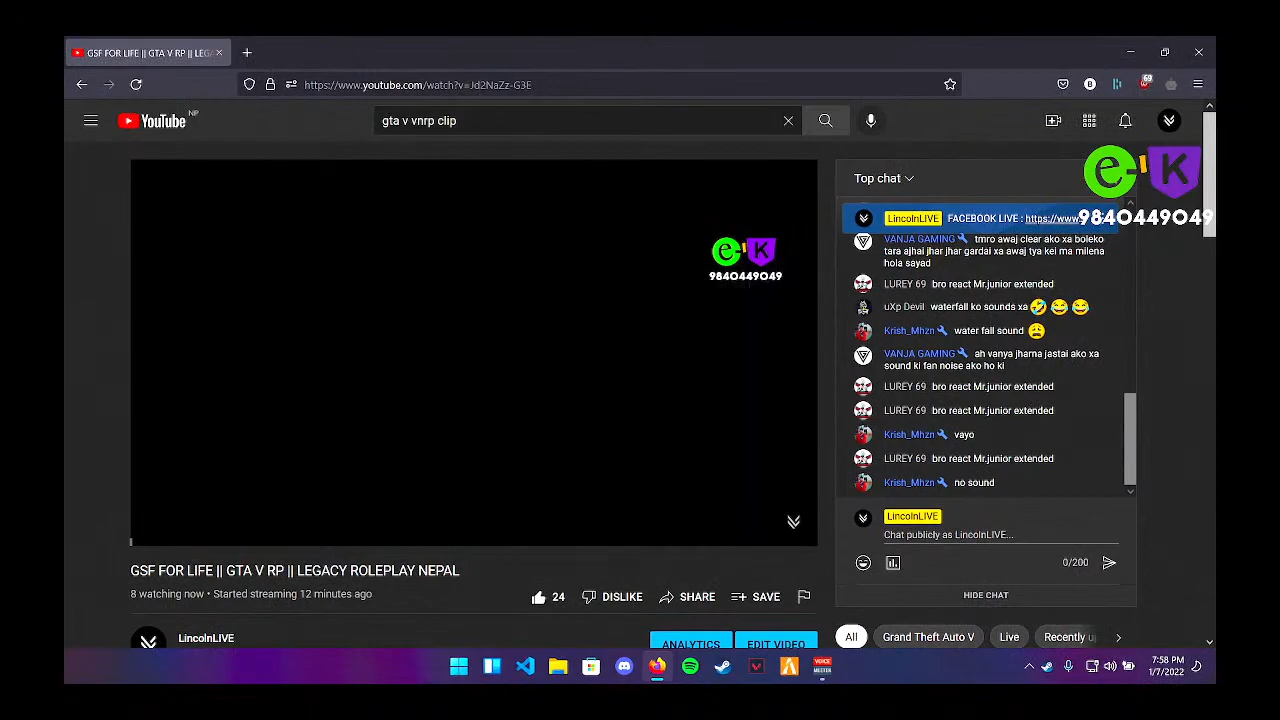 GSF FOR LIFE || GTA V RP || LEG
https://www.youtube.com/watch?v=Jd2NaZz-G3E
69
YouTube NP
gta v vnrp clip
Top chat
e-K
9840449049
LincolnLIVE FACEBOOK LIVE : https://www.
VANJA GAMING tmro awaj clear ako xa boleko
tara ajhai jhar jhar gardai xa awaj tya kei ma milena
hola sayad
LUREY 69 bro react Mr.junior extended
uXp Devil waterfall ko sounds xa 🤣 😂 😂
Krish_Mhzn water fall sound 😩
VANJA GAMING ah vanya jharna jastai ako xa
sound ki fan noise ako ho ki
LUREY 69 bro react Mr.junior extended
LUREY 69 bro react Mr.junior extended
Krish_Mhzn vayo
LUREY 69 bro react Mr.junior extended
Krish_Mhzn no sound
e-K
9840449049
LincolnLIVE
Chat publicly as LincolnLIVE...
0/200
HIDE CHAT
GSF FOR LIFE || GTA V RP || LEGACY ROLEPLAY NEPAL
8 watching now • Started streaming 12 minutes ago
24 DISLIKE SHARE SAVE
LincolnLIVE
ANALYTICS EDIT VIDEO
All Grand Theft Auto V Live Recently u
VOICE
MEETER
7:58 PM
1/7/2022